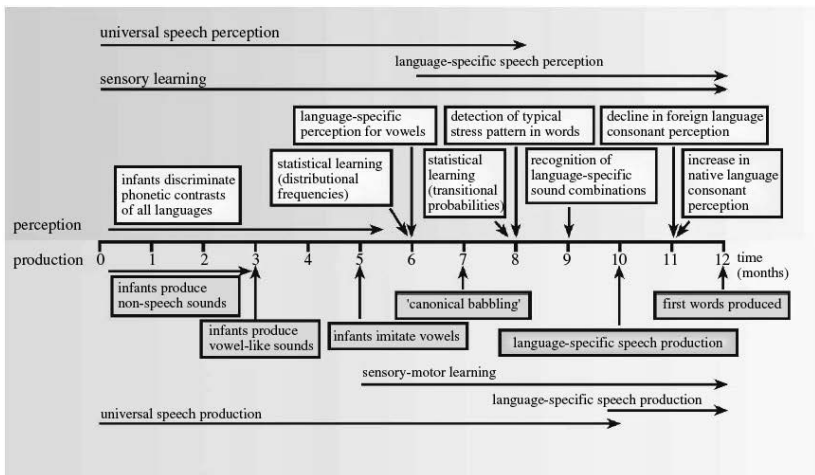 universal speech perception
language-specific speech perception
sensory learning
language-specific
perception for vowels
detection of typical
stress pattern in words
decline in foreign language
consonant perception
infants discriminate
phonetic contrasts
of all languages
statistical learning
(distributional
frequencies)
statistical
learning
(transitional
probabilities)
recognition of
language-specific
sound combinations
increase in
native language
consonant
perception
perception
production
0 1 2 3 4 5 6 7 8 9 10 11 12 time
(months)
infants produce
non-speech sounds
infants produce
vowel-like sounds
infants imitate vowels
'canonical babbling'
language-specific speech production
first words produced
sensory-motor learning
language-specific speech production
universal speech production